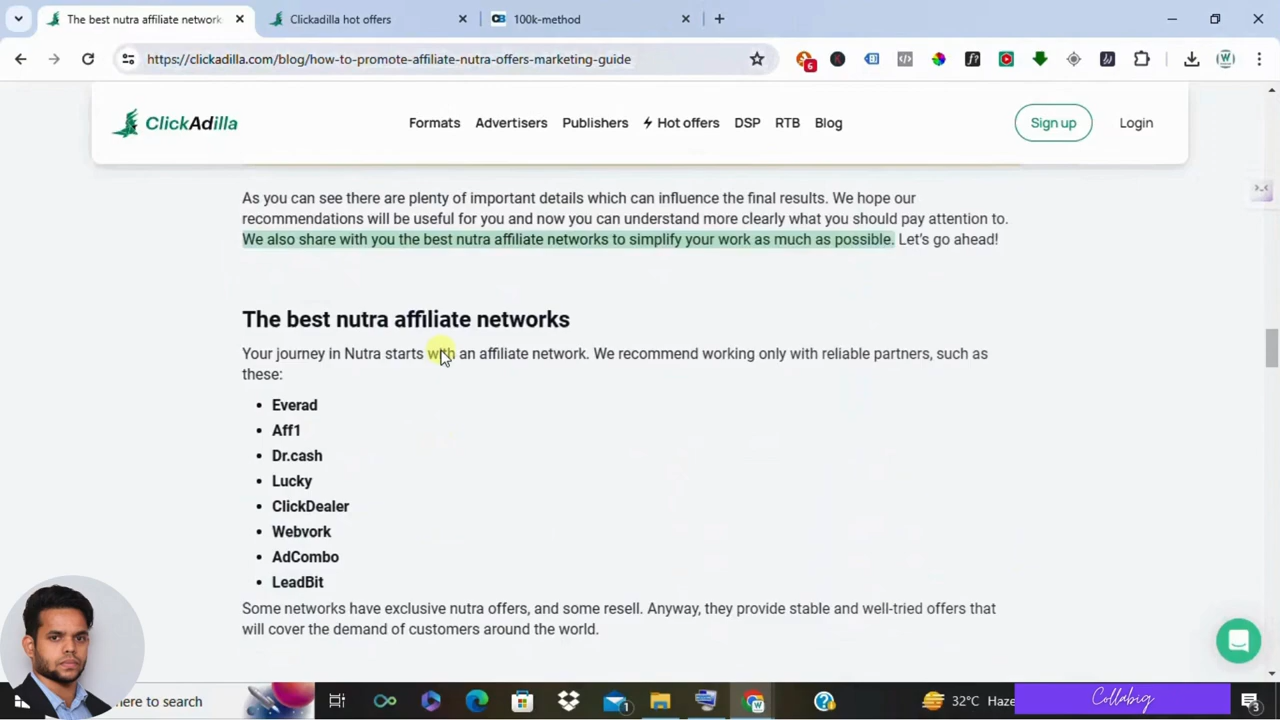 The best nutra affiliate network
Clickadilla hot offers
100k-method
https://clickadilla.com/blog/how-to-promote-affiliate-nutra-offers-marketing-guide
6
ClickAdilla
Formats Advertisers Publishers Hot offers DSP RTB Blog Sign up Login
As you can see there are plenty of important details which can influence the final results. We hope our
recommendations will be useful for you and now you can understand more clearly what you should pay attention to.
We also share with you the best nutra affiliate networks to simplify your work as much as possible. Let's go ahead!
The best nutra affiliate networks
Your journey in Nutra starts with an affiliate network. We recommend working only with reliable partners, such as
these:
• Everad
• Aff1
• Dr.cash
• Lucky
• ClickDealer
• Webvork
• AdCombo
• LeadBit
Some networks have exclusive nutra offers, and some resell. Anyway, they provide stable and well-tried offers that
will cover the demand of customers around the world.
here to search
1
32°C Haze
Collabig
3